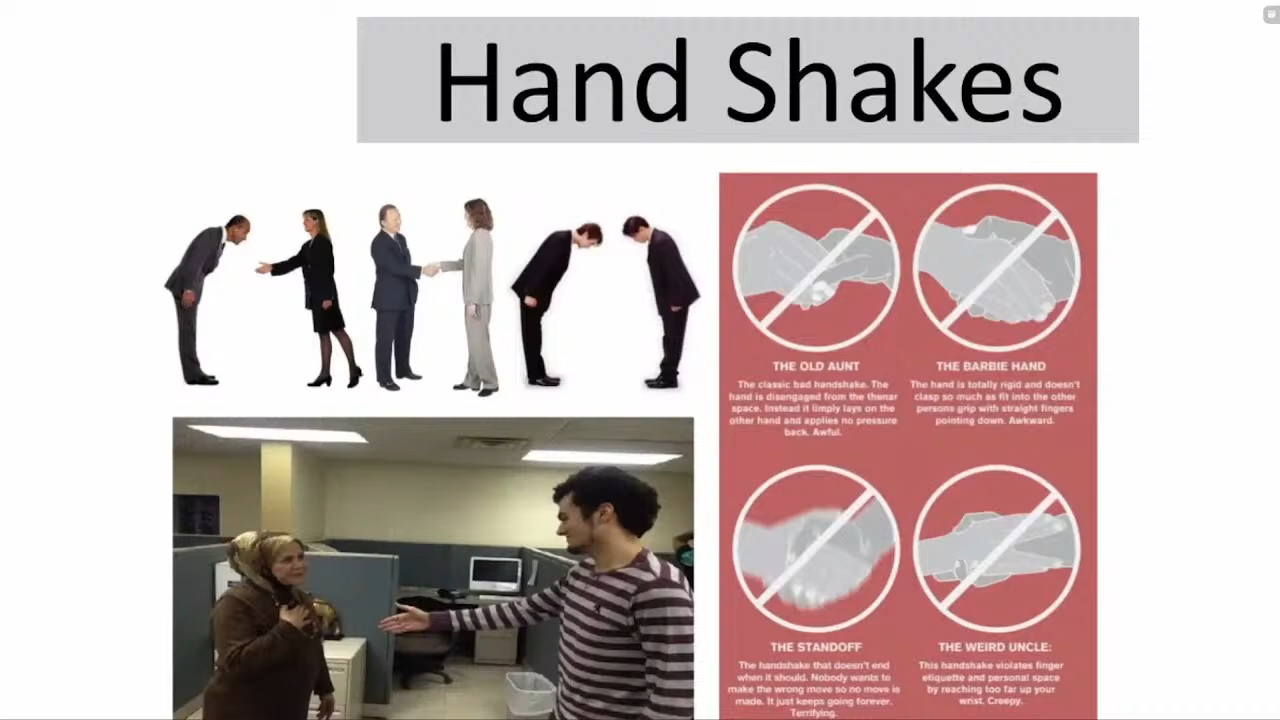 Hand Shakes
THE OLD AUNT
The classic bad handshake. The
hand is disengaged from the thenar
space. Instead it limply lays on the
other hand and applies no pressure
back. Awful.
THE BARBIE HAND
The hand is totally rigid and doesn't
clasp so much as fit into the other
persons grip with straight fingers
pointing down. Awkward.
THE STANDOFF
The handshake that doesn't end
when it should. Nobody wants to
make the wrong move so no move is
made. It just keeps going forever.
Terrifying.
THE WEIRD UNCLE:
This handshake violates finger
etiquette and personal space
by reaching too far up your
wrist. Creepy.